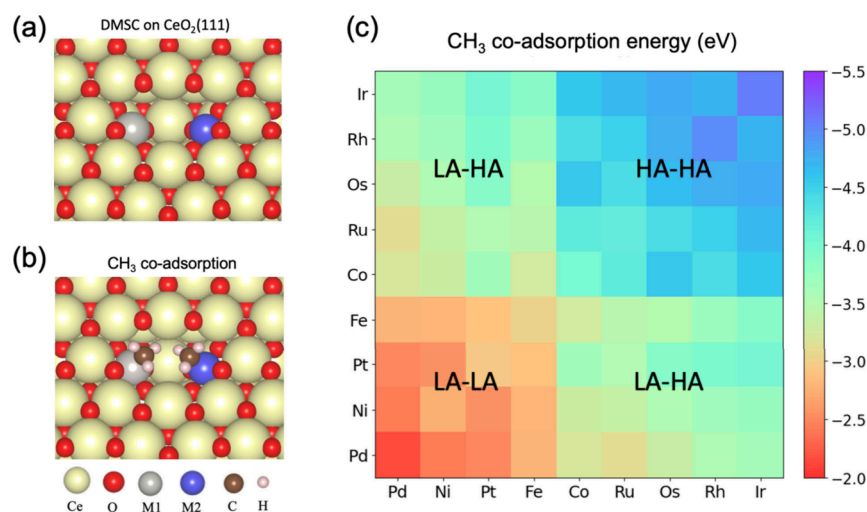 (a)
DMSC on CeO₂(111)
(b)
CH₃ co-adsorption
Ce O M1 M2 C H
(c)
CH₃ co-adsorption energy (eV)
Ir
Rh
Os
Ru
Co
Fe
Pt
Ni
Pd
LA-HA HA-HA
LA-LA LA-HA
Pd Ni Pt Fe Co Ru Os Rh Ir
−5.5
−5.0
−4.5
−4.0
−3.5
−3.0
−2.5
−2.0